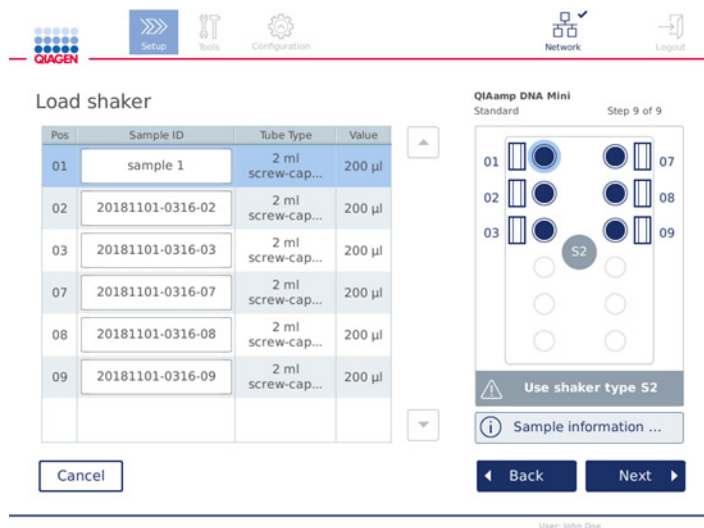 Setup
Tools
Configuration
Network
Logout
QIAGEN
Load shaker
QIAamp DNA Mini
Standard
Step 9 of 9
Pos Sample ID Tube Type Value
01 sample 1 2 ml screw-cap... 200 µl
02 20181101-0316-02 2 ml screw-cap... 200 µl
03 20181101-0316-03 2 ml screw-cap... 200 µl
07 20181101-0316-07 2 ml screw-cap... 200 µl
08 20181101-0316-08 2 ml screw-cap... 200 µl
09 20181101-0316-09 2 ml screw-cap... 200 µl
01 07
02 08
03 09
S2
Use shaker type S2
Sample information ...
Cancel
Back
Next
User: John Doe